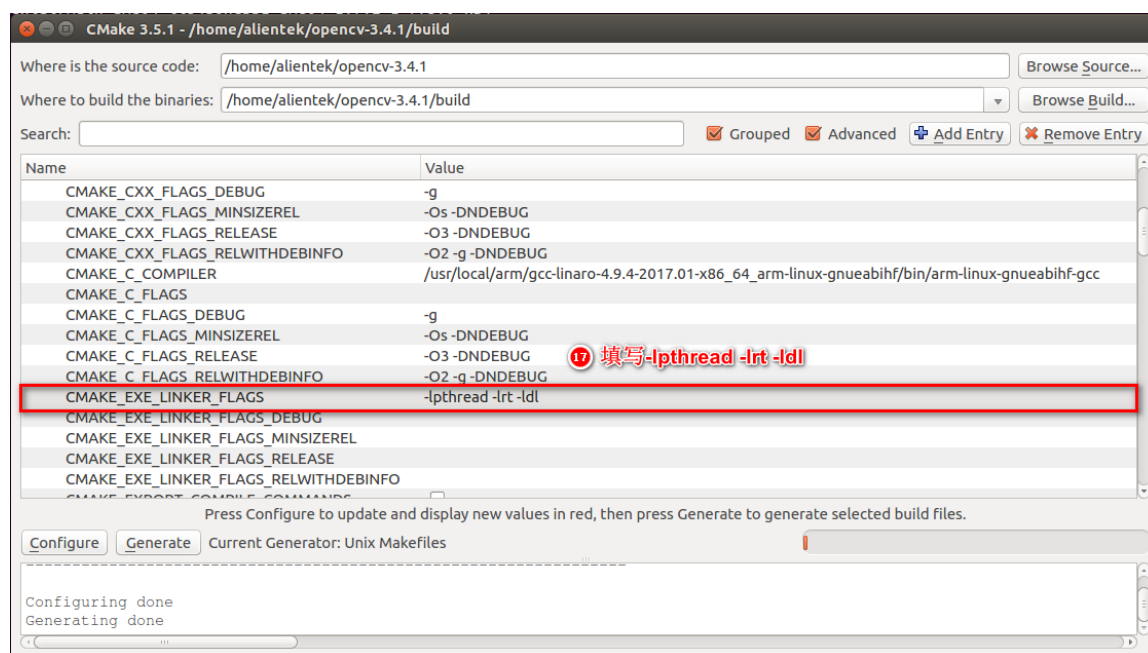 CMake 3.5.1 - /home/alientek/opencv-3.4.1/build
Where is the source code: /home/alientek/opencv-3.4.1 Browse Source...
Where to build the binaries: /home/alientek/opencv-3.4.1/build Browse Build...
Search: Grouped Advanced Add Entry Remove Entry
Name Value
CMAKE_CXX_FLAGS_DEBUG -g
CMAKE_CXX_FLAGS_MINSIZEREL -Os -DNDEBUG
CMAKE_CXX_FLAGS_RELEASE -O3 -DNDEBUG
CMAKE_CXX_FLAGS_RELWITHDEBINFO -O2 -g -DNDEBUG
CMAKE_C_COMPILER /usr/local/arm/gcc-linaro-4.9.4-2017.01-x86_64_arm-linux-gnueabihf/bin/arm-linux-gnueabihf-gcc
CMAKE_C_FLAGS
CMAKE_C_FLAGS_DEBUG -g
CMAKE_C_FLAGS_MINSIZEREL -Os -DNDEBUG
CMAKE_C_FLAGS_RELEASE -O3 -DNDEBUG 17 填写-lpthread -lrt -ldl
CMAKE_C_FLAGS_RELWITHDEBINFO -O2 -g -DNDEBUG
CMAKE_EXE_LINKER_FLAGS -lpthread -lrt -ldl
CMAKE_EXE_LINKER_FLAGS_DEBUG
CMAKE_EXE_LINKER_FLAGS_MINSIZEREL
CMAKE_EXE_LINKER_FLAGS_RELEASE
CMAKE_EXE_LINKER_FLAGS_RELWITHDEBINFO
CMAKE_EXPORT_COMPILE_COMMANDS
Press Configure to update and display new values in red, then press Generate to generate selected build files.
Configure Generate Current Generator: Unix Makefiles
Configuring done
Generating done